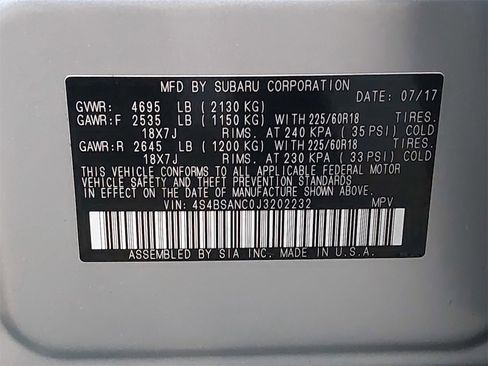 MFD BY SUBARU CORPORATION
GVWR: 4695 LB ( 2130 KG) DATE: 07/17
GAWR:F 2535 LB ( 1150 KG) WITH 225/60R18 TIRES.
18X7J RIMS. AT 240 KPA ( 35 PSI) COLD
GAWR:R 2645 LB ( 1200 KG) WITH 225/60R18 TIRES.
18X7J RIMS. AT 230 KPA ( 33 PSI) COLD
THIS VEHICLE CONFORMS TO ALL APPLICABLE FEDERAL MOTOR
VEHICLE SAFETY AND THEFT PREVENTION STANDARDS
IN EFFECT ON THE DATE OF MANUFACTURE SHOWN ABOVE.
VIN: 4S4BSANC0J3202232 MPV
ASSEMBLED BY SIA INC. MADE IN U.S.A.